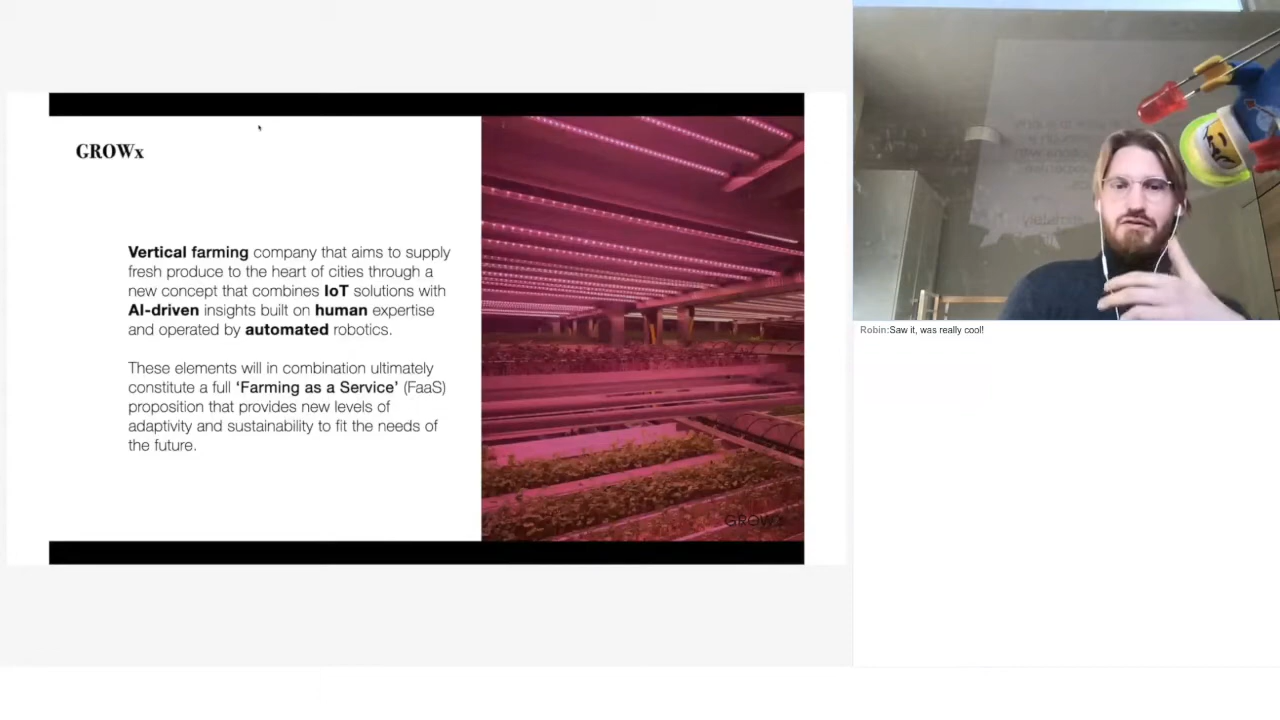 GROWx
Vertical farming company that aims to supply
fresh produce to the heart of cities through a
new concept that combines IoT solutions with
AI-driven insights built on human expertise
and operated by automated robotics.
These elements will in combination ultimately
constitute a full ‘Farming as a Service’ (FaaS)
proposition that provides new levels of
adaptivity and sustainability to fit the needs of
the future.
GROWx
Robin:Saw it, was really cool!